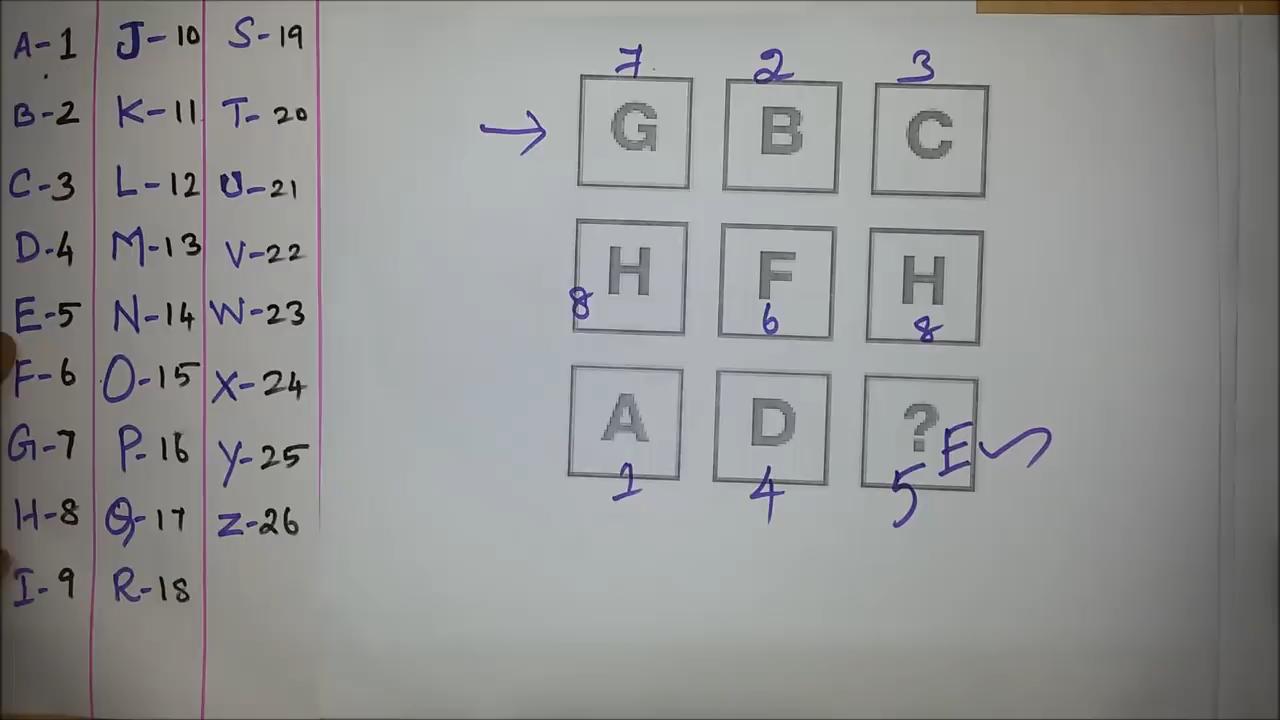 A-1 J-10 S-19
B-2 K-11 T-20
C-3 L-12 U-21
D-4 M-13 V-22
E-5 N-14 W-23
F-6 O-15 X-24
G-7 P-16 Y-25
H-8 Q-17 Z-26
I-9 R-18
7 2 3
G B C
H F H
8 6 8
A D ? E
1 4 5